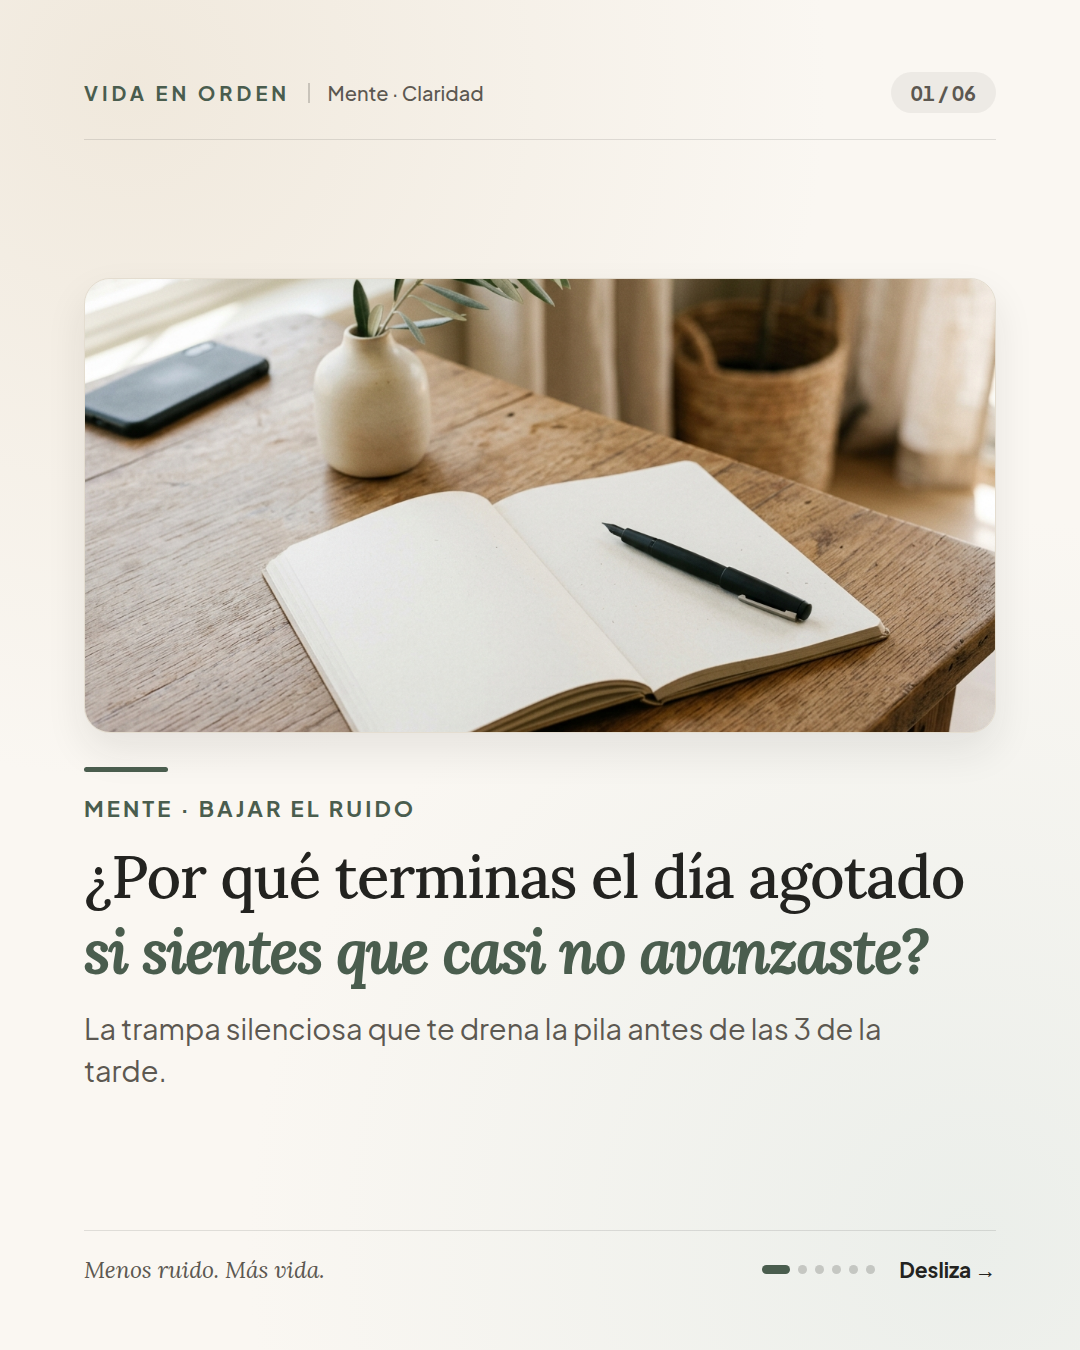 VIDA EN ORDEN | Mente · Claridad
01 / 06
MENTE · BAJAR EL RUIDO
¿Por qué terminas el día agotado
si sientes que casi no avanzaste?
La trampa silenciosa que te drena la pila antes de las 3 de la
tarde.
Menos ruido. Más vida.
Desliza →